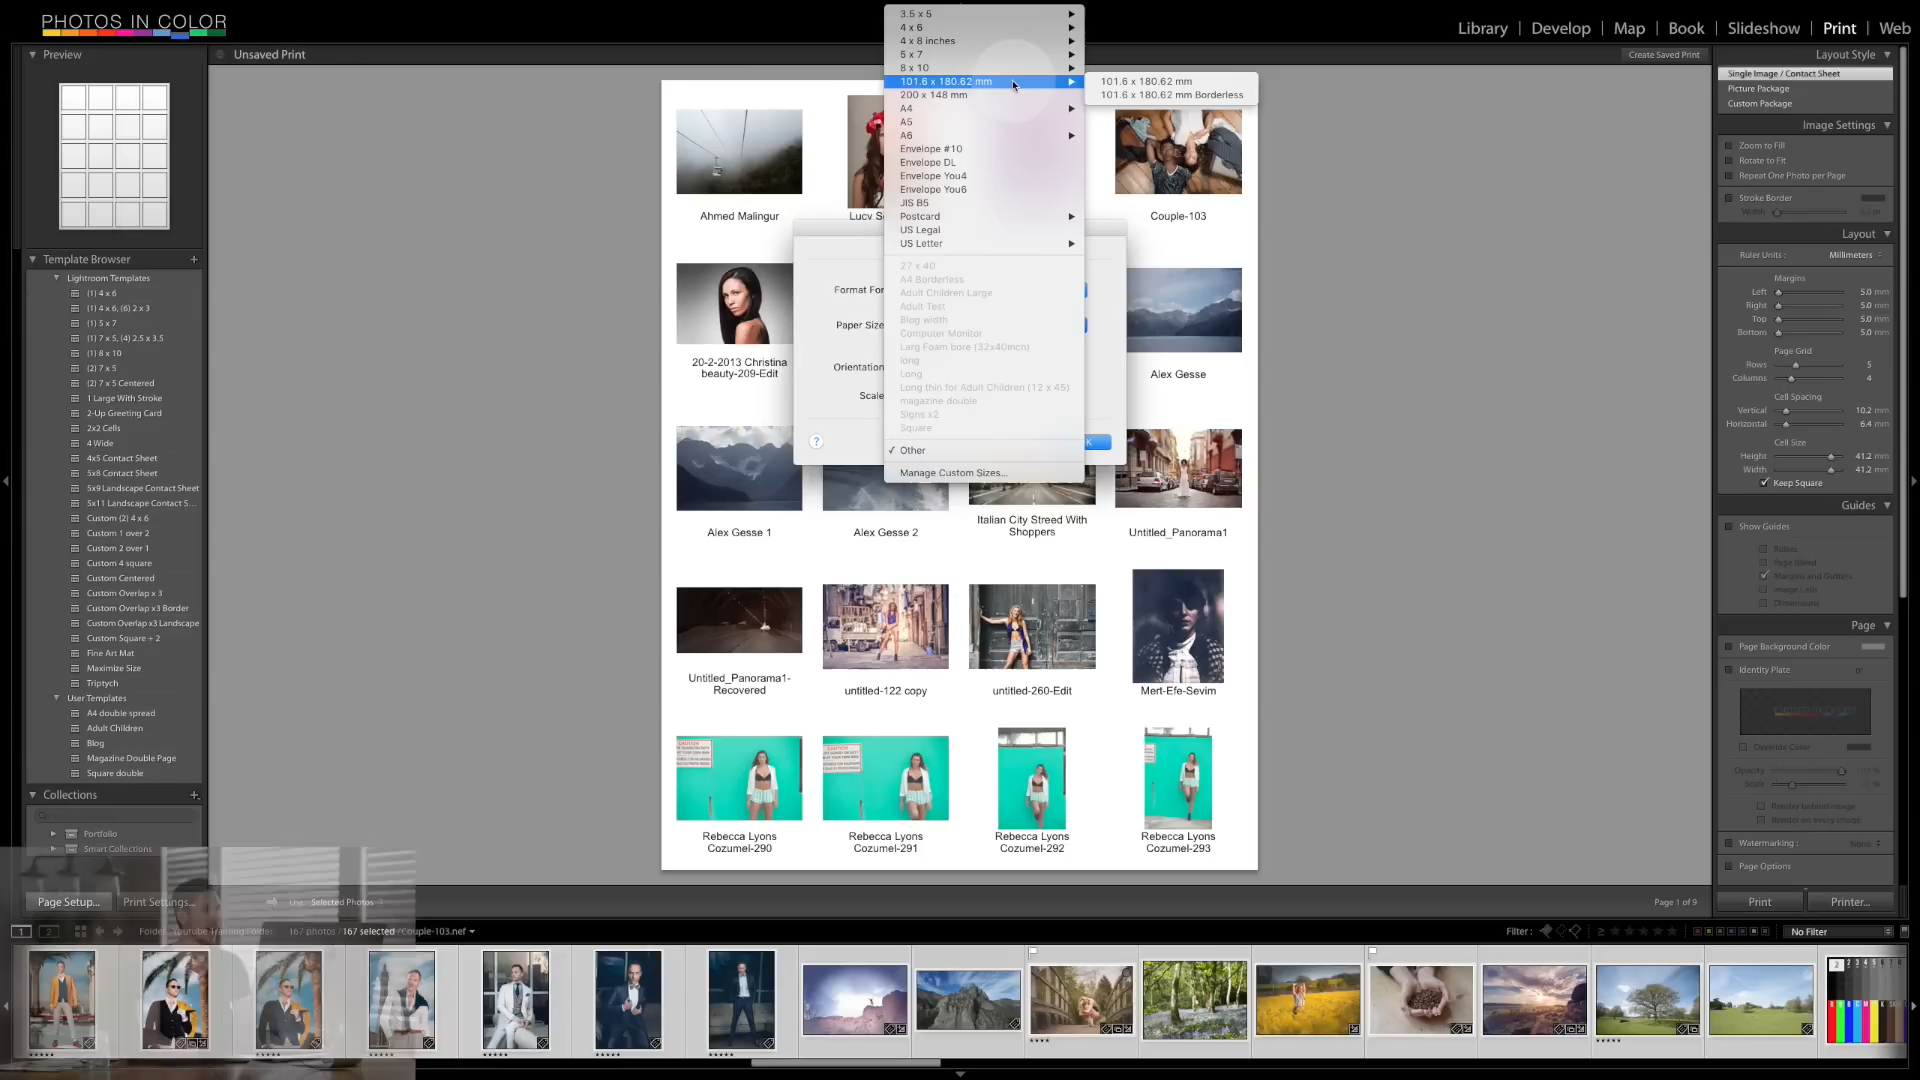 PHOTOS IN COLOR
Library
Develop
Map
Book
Slideshow
Print
Web
Preview
Unsaved Print
Create Saved Print
Template Browser
Lightroom Templates
(1) 4 x 6
(1) 4 x 6, (6) 2 x 3
(1) 5 x 7
(1) 7 x 5, (4) 2.5 x 3.5
(1) 8 x 10
(2) 7 x 5
(2) 7 x 5 Centered
1 Large With Stroke
2-Up Greeting Card
2x2 Cells
4 Wide
4x5 Contact Sheet
5x8 Contact Sheet
5x9 Landscape Contact Sheet
5x11 Landscape Contact S...
Custom (2) 4 x 6
Custom 1 over 2
Custom 2 over 1
Custom 4 square
Custom Centered
Custom Overlap x 3
Custom Overlap x3 Border
Custom Overlap x3 Landscape
Custom Square + 2
Fine Art Mat
Maximize Size
Triptych
User Templates
A4 double spread
Adult Children
Blog
Magazine Double Page
Square double
Collections
Portfolio
Smart Collections
Page Setup...
Print Settings...
3.5 x 5
4 x 6
4 x 8 inches
5 x 7
8 x 10
101.6 x 180.62 mm
200 x 148 mm
A4
A5
A6
Envelope #10
Envelope DL
Envelope You4
Envelope You6
JIS B5
Postcard
US Legal
US Letter
27 x 40
A4 Borderless
Adult Children Large
Adult Test
Blog width
Computer Monitor
Larg Foam bore (32x40inch)
long
Long
Long thin for Adult Children (12 x 45)
magazine double
Signs x2
Square
✓ Other
Manage Custom Sizes...
101.6 x 180.62 mm
101.6 x 180.62 mm Borderless
Format For
Paper Size
Orientation
Scale
?
Ahmed Malingur
Couple-103
20-2-2013 Christina
beauty-209-Edit
Alex Gesse
Alex Gesse 1
Alex Gesse 2
Italian City Streed With
Shoppers
Untitled_Panorama1
Untitled_Panorama1-
Recovered
untitled-122 copy
untitled-260-Edit
Mert-Efe-Sevim
Rebecca Lyons
Cozumel-290
Rebecca Lyons
Cozumel-291
Rebecca Lyons
Cozumel-292
Rebecca Lyons
Cozumel-293
Layout Style
Single Image / Contact Sheet
Picture Package
Custom Package
Image Settings
Zoom to Fill
Rotate to Fit
Repeat One Photo per Page
Stroke Border
Width
Layout
Ruler Units : Millimeters
Margins
Left 5.0 mm
Right 5.0 mm
Top 5.0 mm
Bottom 5.0 mm
Page Grid
Rows 5
Columns 4
Cell Spacing
Vertical 10.2 mm
Horizontal 6.4 mm
Cell Size
Height 41.2 mm
Width 41.2 mm
Keep Square
Guides
Show Guides
Rulers
Page Bleed
Margins and Gutters
Image Cells
Dimensions
Page
Page Background Color
Identity Plate 0°
Override Color
Opacity
Scale
Render behind image
Render on every image
Watermarking : None
Page Options
Print
Printer...
Use: Selected Photos
Page 1 of 9
1
2
Folder : Youtube Training Folder
167 photos / 167 selected / Couple-103.nef
Filter :
No Filter